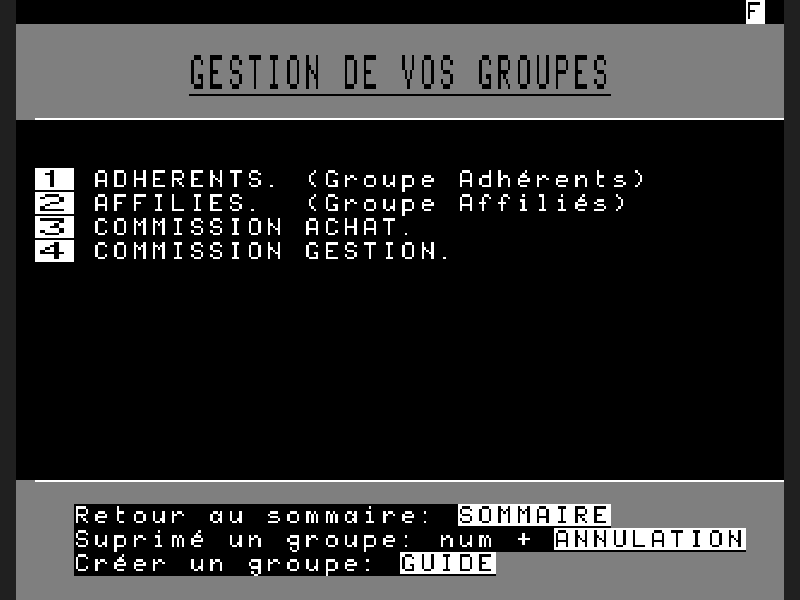 F
GESTION DE VOS GROUPES
1 ADHERENTS. (Groupe Adhérents)
2 AFFILIES. (Groupe Affiliés)
3 COMMISSION ACHAT.
4 COMMISSION GESTION.
Retour au sommaire: SOMMAIRE
Suprimé un groupe: num + ANNULATION
Créer un groupe: GUIDE